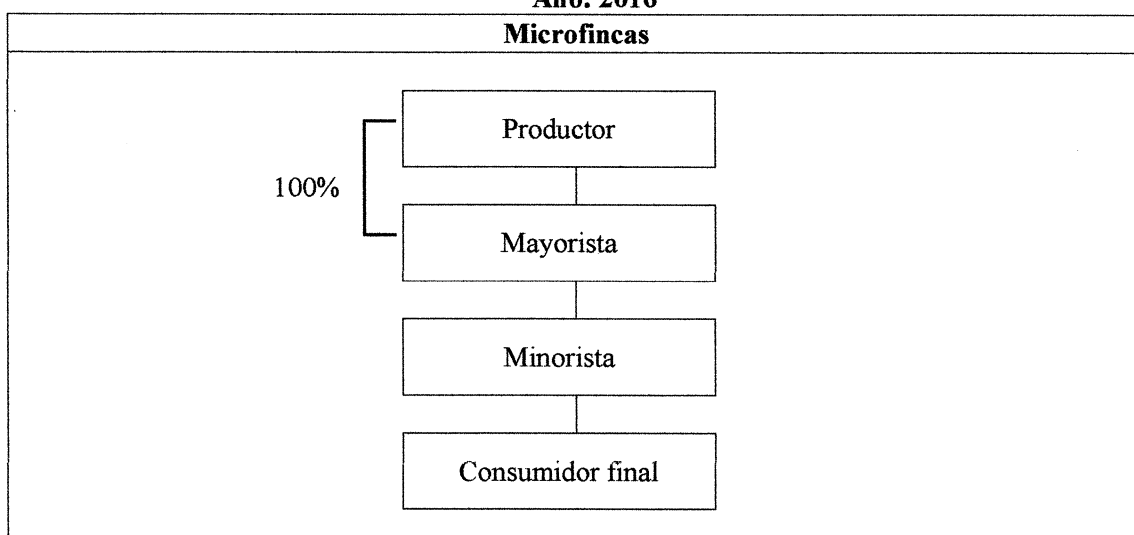 Año: 2016
Microfincas
Productor
100%
Mayorista
Minorista
Consumidor final